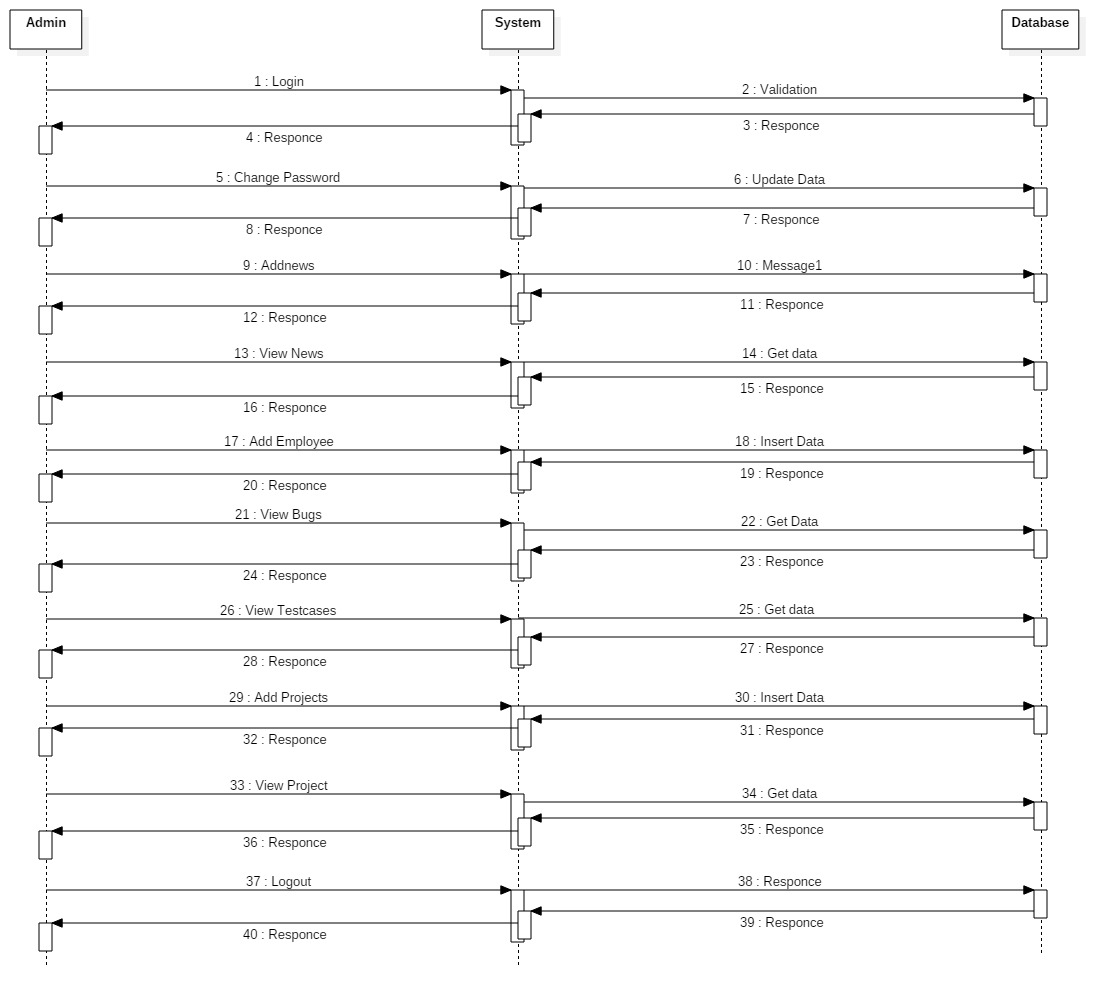 Admin
System
Database
1 : Login
2 : Validation
3 : Responce
4 : Responce
5 : Change Password
6 : Update Data
7 : Responce
8 : Responce
9 : Addnews
10 : Message1
11 : Responce
12 : Responce
13 : View News
14 : Get data
15 : Responce
16 : Responce
17 : Add Employee
18 : Insert Data
19 : Responce
20 : Responce
21 : View Bugs
22 : Get Data
23 : Responce
24 : Responce
26 : View Testcases
25 : Get data
27 : Responce
28 : Responce
29 : Add Projects
30 : Insert Data
31 : Responce
32 : Responce
33 : View Project
34 : Get data
35 : Responce
36 : Responce
37 : Logout
38 : Responce
39 : Responce
40 : Responce